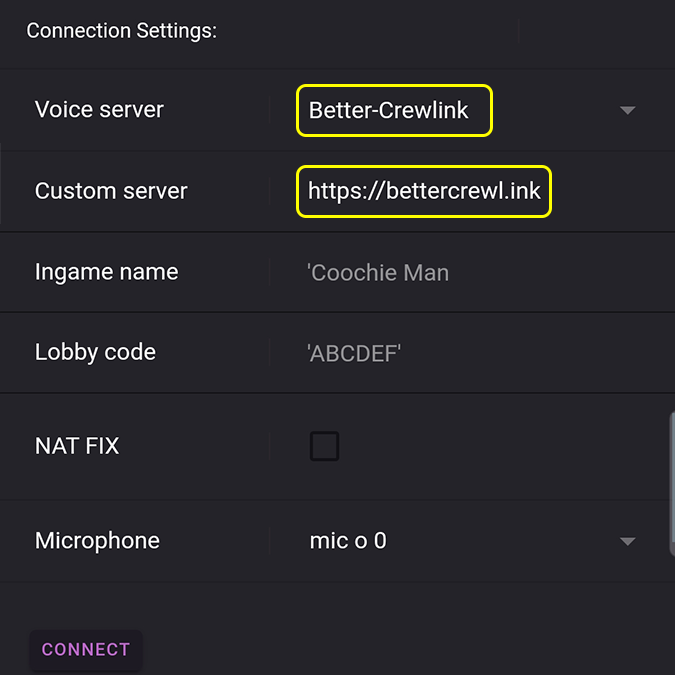 Connection Settings:
Voice server Better-Crewlink
Custom server https://bettercrewl.ink
Ingame name 'Coochie Man
Lobby code 'ABCDEF'
NAT FIX
Microphone mic o 0
CONNECT